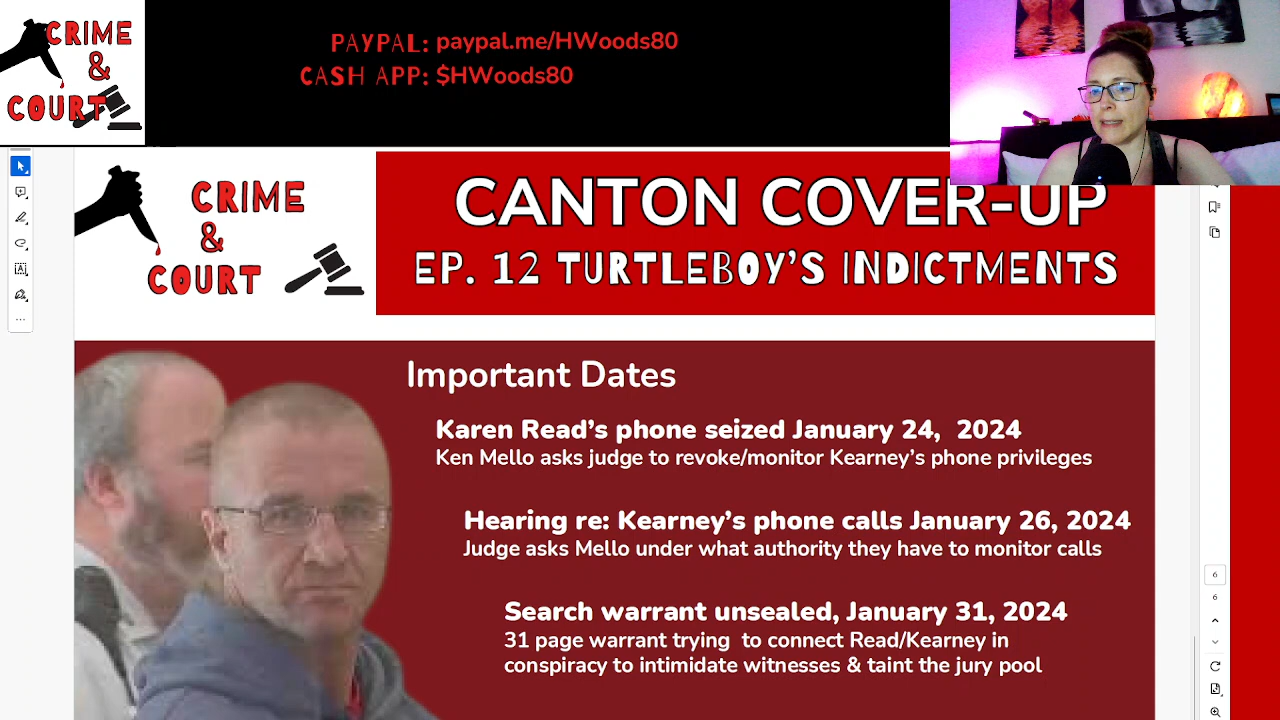 CRIME
&
COURT
PAYPAL: paypal.me/HWoods80
CASH APP: $HWoods80
CRIME
&
COURT
CANTON COVER-UP
EP. 12 TURTLEBOY'S INDICTMENTS
Important Dates
Karen Read's phone seized January 24, 2024
Ken Mello asks judge to revoke/monitor Kearney's phone privileges
Hearing re: Kearney's phone calls January 26, 2024
Judge asks Mello under what authority they have to monitor calls
Search warrant unsealed, January 31, 2024
31 page warrant trying to connect Read/Kearney in
conspiracy to intimidate witnesses & taint the jury pool
6
6